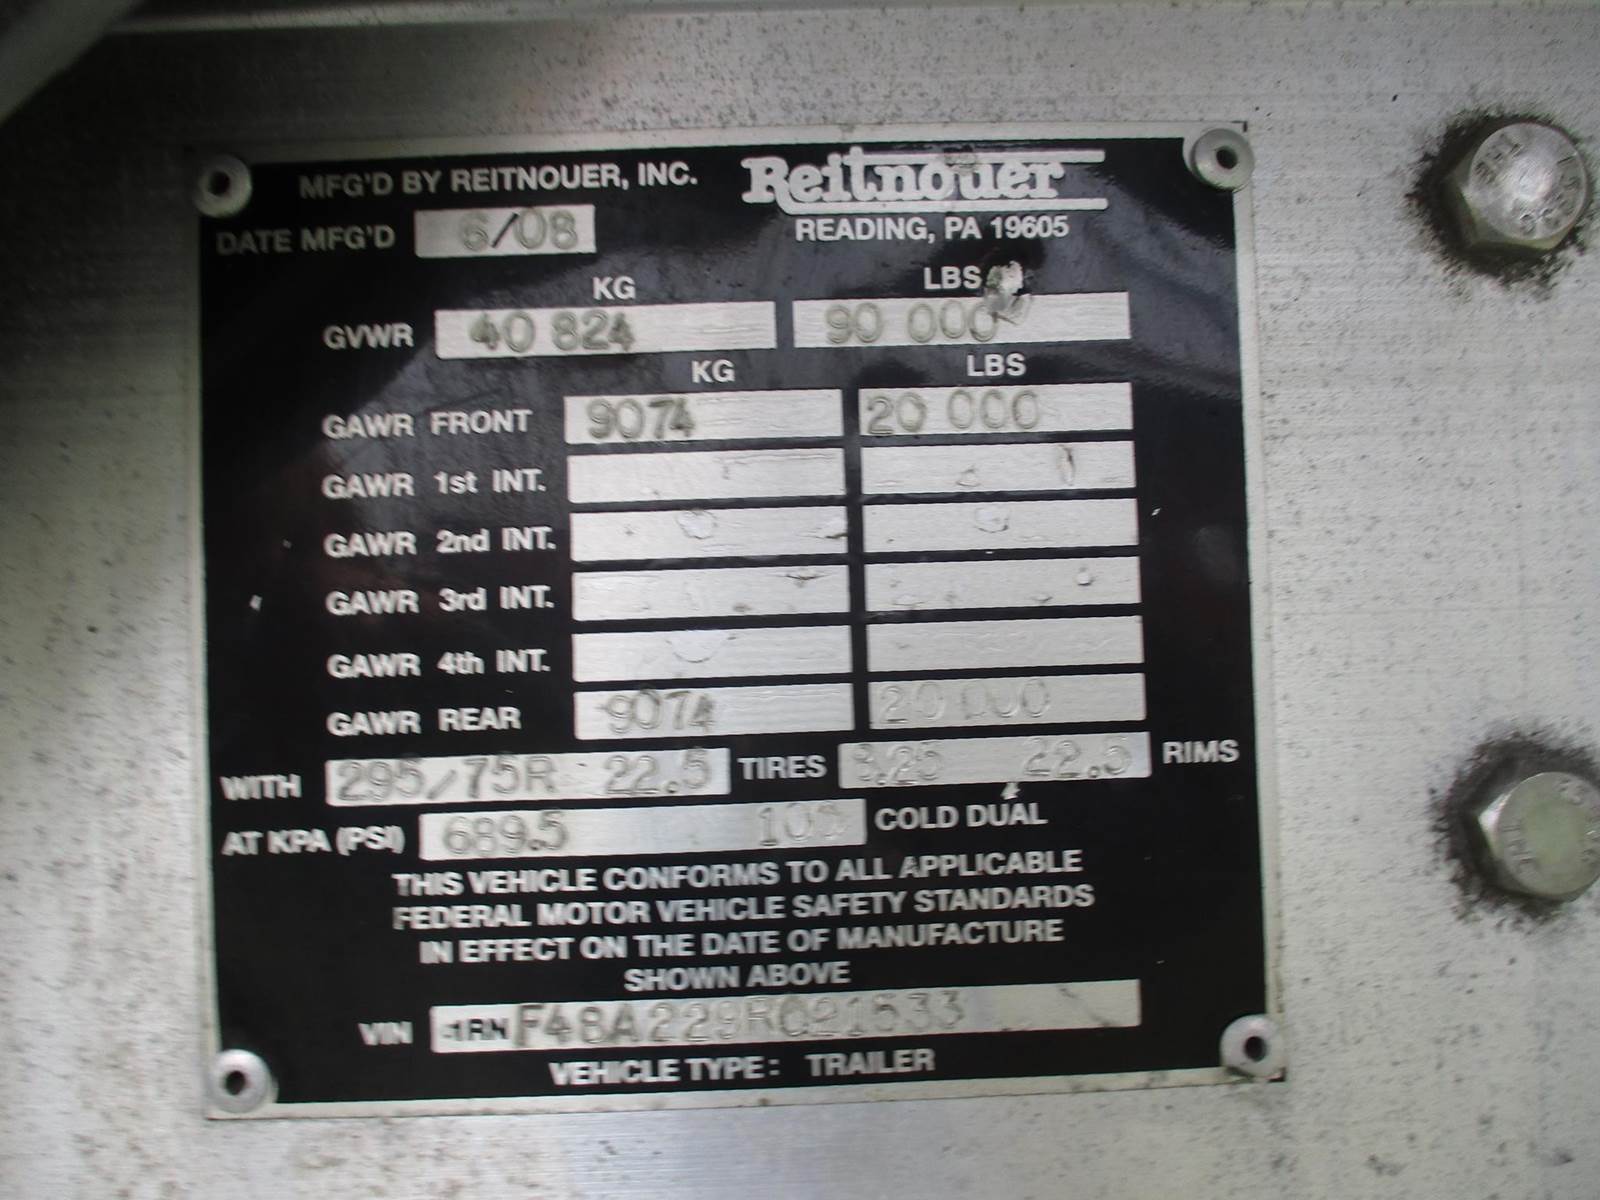 MFG'D BY REITNOUER, INC.
Reitnouer
DATE MFG'D 6/08
READING, PA 19605
KG LBS
GVWR 40 824 90 000
KG LBS
GAWR FRONT 9074 20 000
GAWR 1st INT.
GAWR 2nd INT.
GAWR 3rd INT.
GAWR 4th INT.
GAWR REAR 9074 20 000
WITH 295/75R 22.5 TIRES 8.25 22.5 RIMS
AT KPA (PSI) 689.5 100 COLD DUAL
THIS VEHICLE CONFORMS TO ALL APPLICABLE
FEDERAL MOTOR VEHICLE SAFETY STANDARDS
IN EFFECT ON THE DATE OF MANUFACTURE
SHOWN ABOVE
VIN 1RNF48A229R021533
VEHICLE TYPE: TRAILER